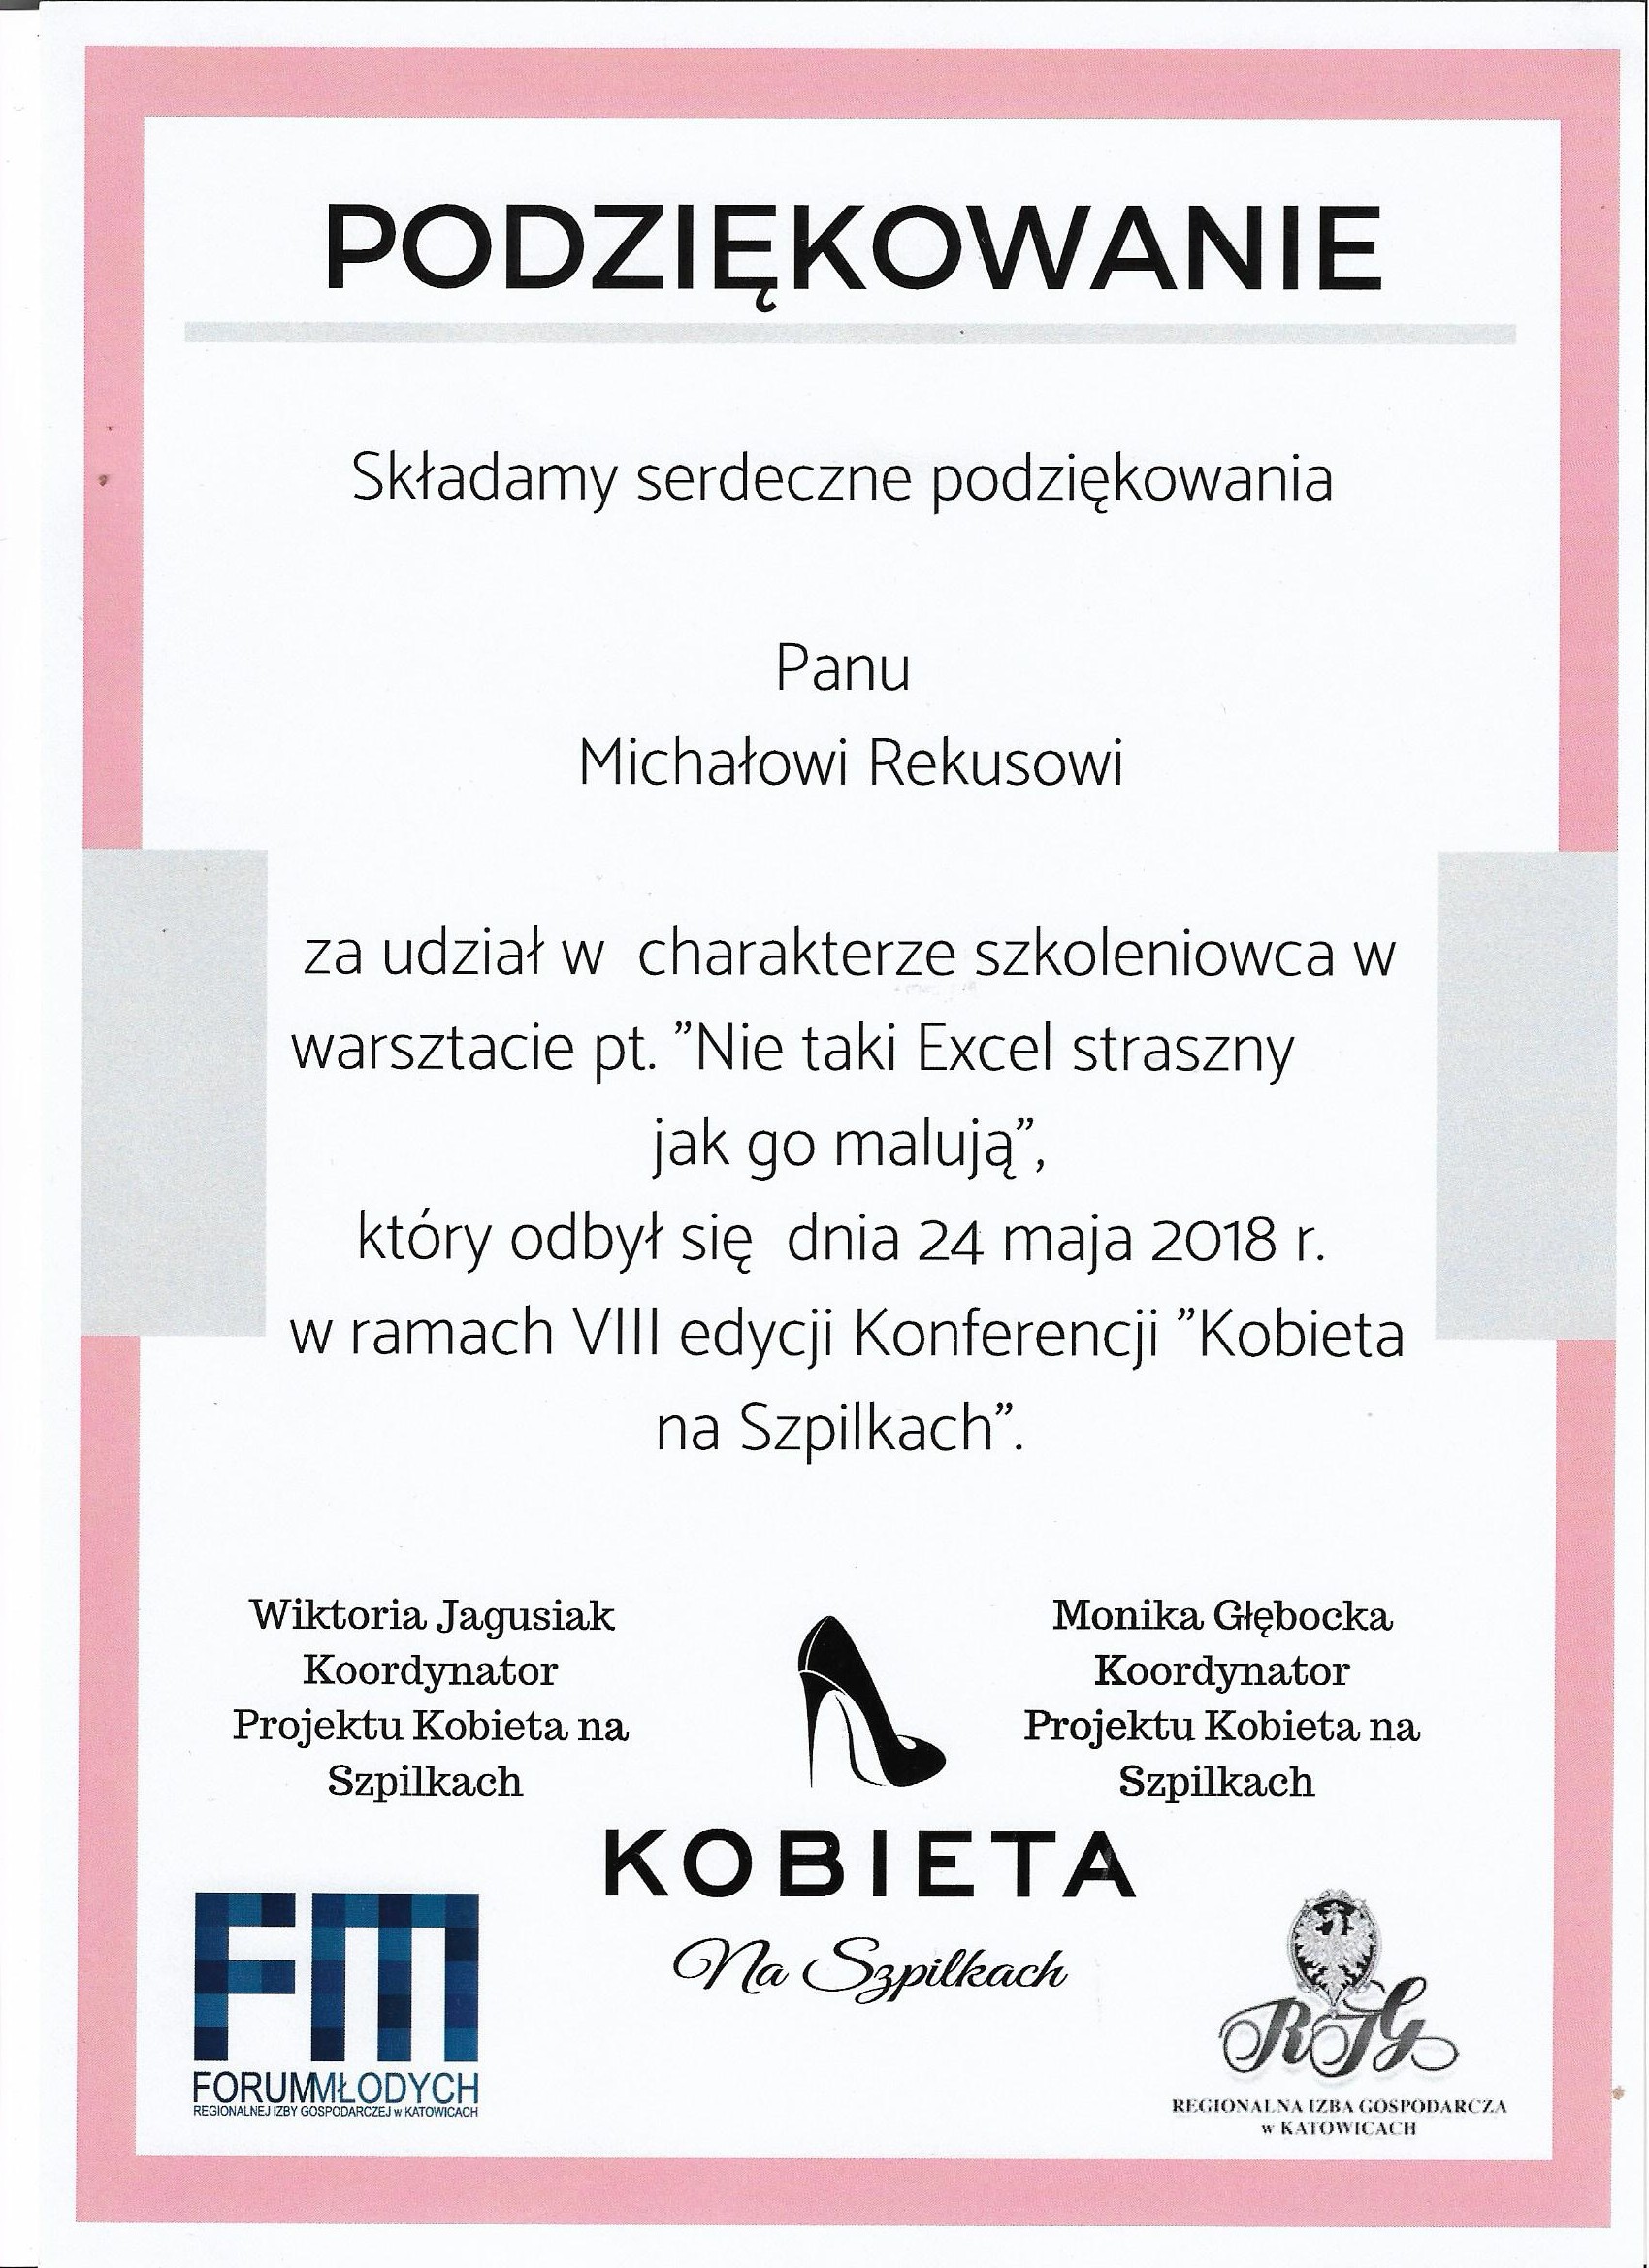 PODZIĘKOWANIE
Składamy serdeczne podziękowania
Panu
Michałowi Rekusowi
za udział w charakterze szkoleniowca w
warsztacie pt. ”Nie taki Excel straszny
jak go malują”,
który odbył się dnia 24 maja 2018 r.
w ramach VIII edycji Konferencji ”Kobieta
na Szpilkach”.
Wiktoria Jagusiak
Koordynator
Projektu Kobieta na
Szpilkach
Monika Głębocka
Koordynator
Projektu Kobieta na
Szpilkach
KOBIETA
Na Szpilkach
FM
FORUMMŁODYCH
REGIONALNEJ IZBY GOSPODARCZEJ w KATOWICACH
RIG
REGIONALNA IZBA GOSPODARCZA
w KATOWICACH